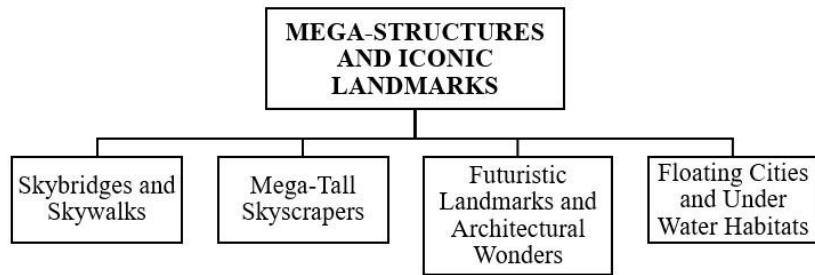 MEGA-STRUCTURES
AND ICONIC
LANDMARKS
Skybridges and
Skywalks
Mega-Tall
Skyscrapers
Futuristic
Landmarks and
Architectural
Wonders
Floating Cities
and Under
Water Habitats